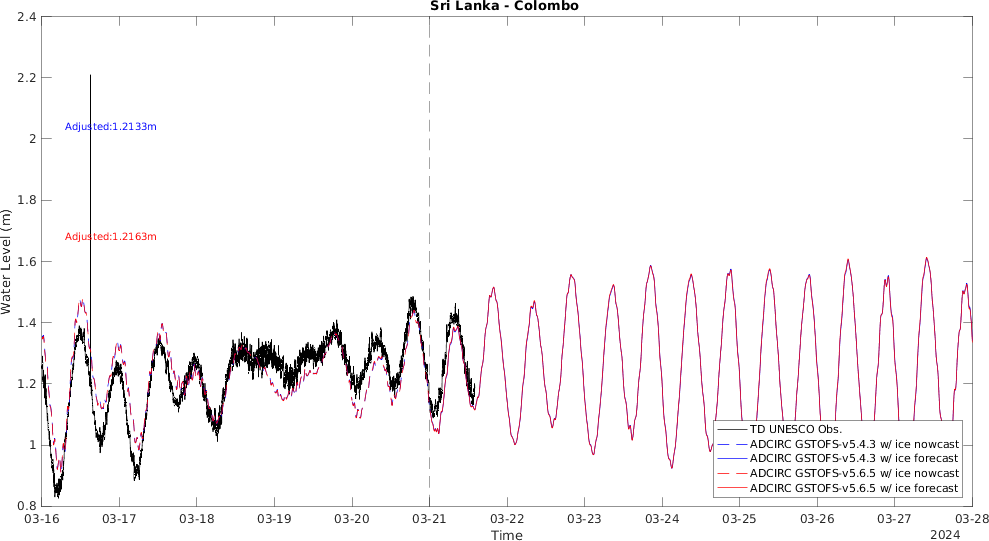 Sri Lanka - Colombo
2.4
2.2
2
1.8
1.6
1.4
1.2
1
0.8
Water Level (m)
Adjusted:1.2133m
Adjusted:1.2163m
TD UNESCO Obs.
ADCIRC GSTOFS-v5.4.3 w/ ice nowcast
ADCIRC GSTOFS-v5.4.3 w/ ice forecast
ADCIRC GSTOFS-v5.6.5 w/ ice nowcast
ADCIRC GSTOFS-v5.6.5 w/ ice forecast
03-16 03-17 03-18 03-19 03-20 03-21 03-22 03-23 03-24 03-25 03-26 03-27 03-28
Time
2024